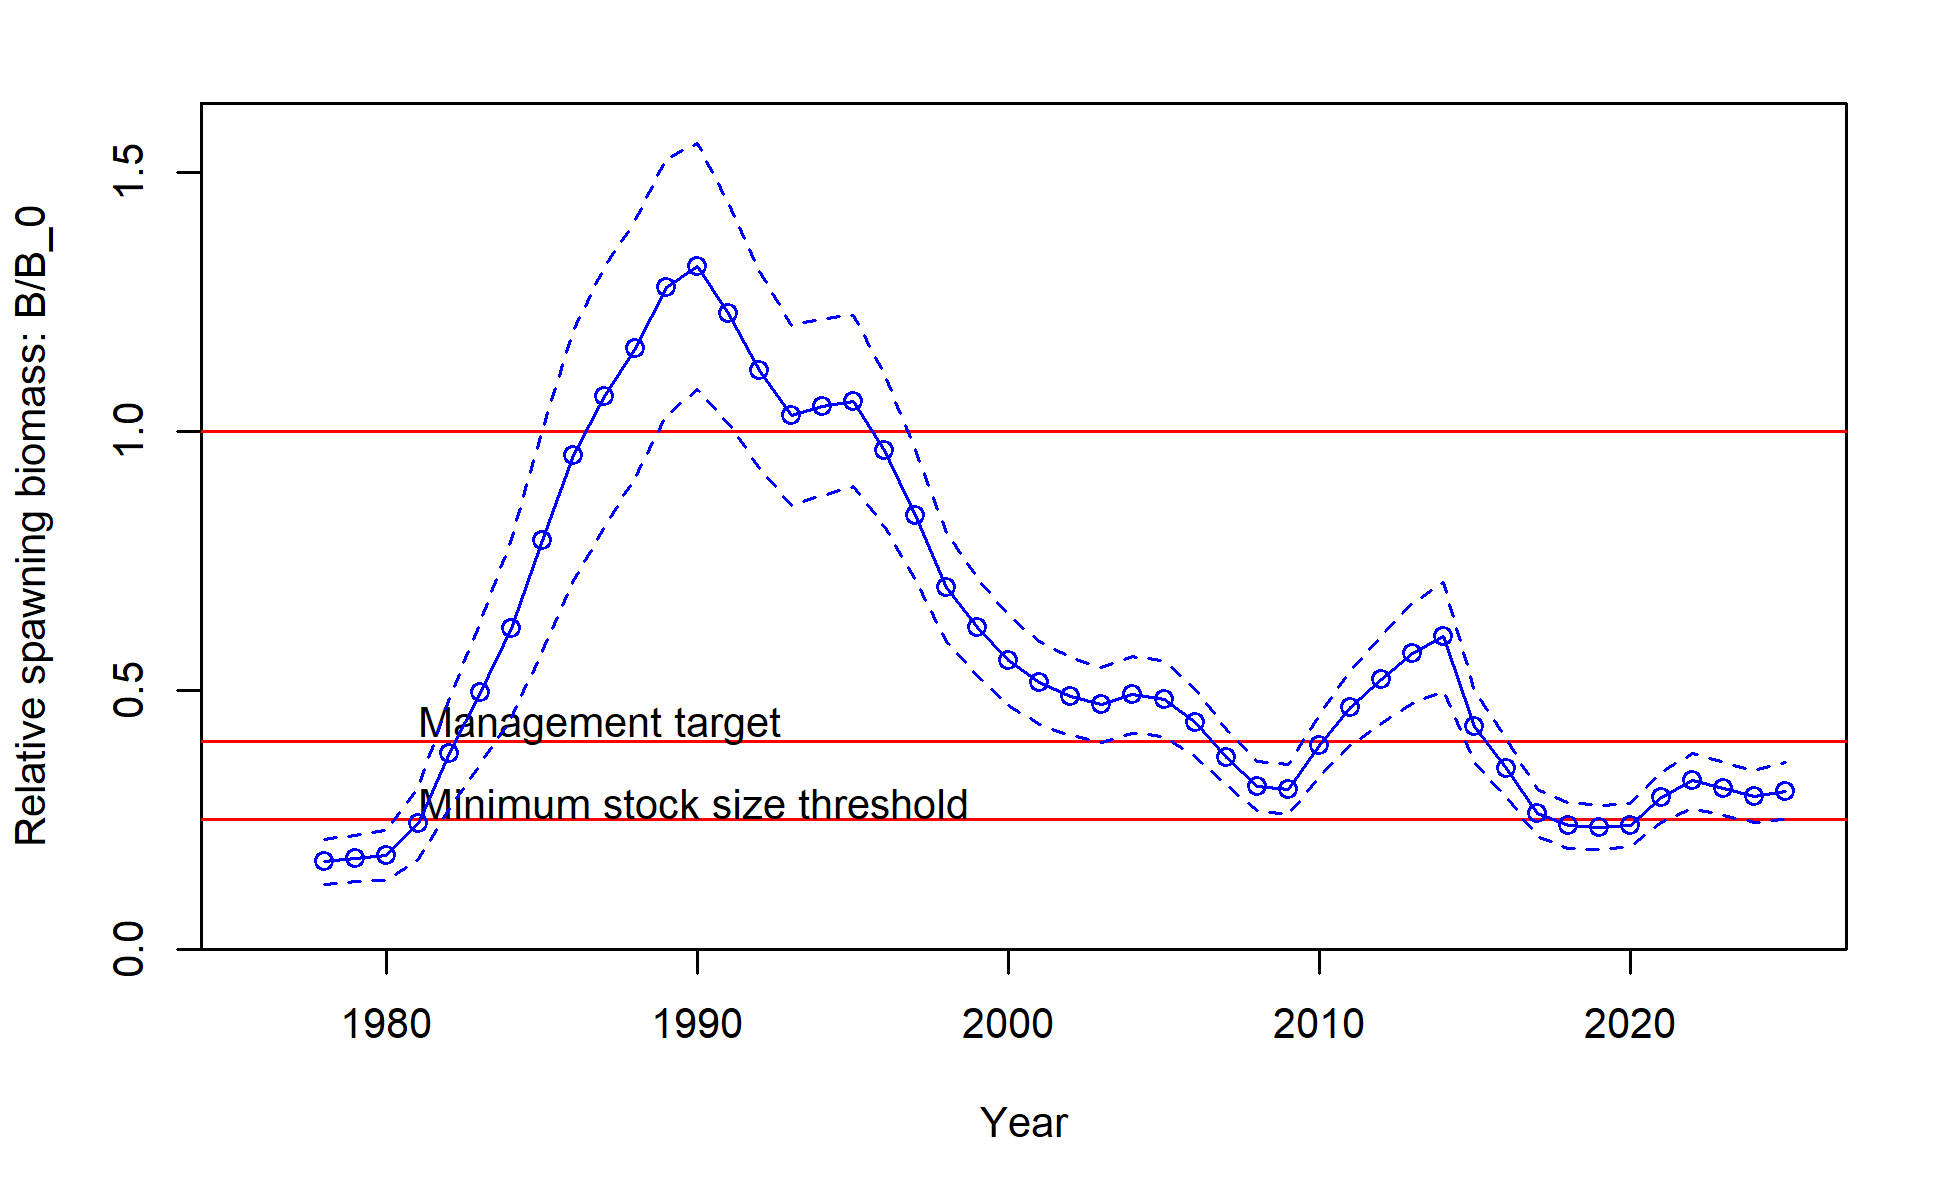 Relative spawning biomass: B/B_0
1.5
1.0
0.5
0.0
Management target
Minimum stock size threshold
1980 1990 2000 2010 2020
Year